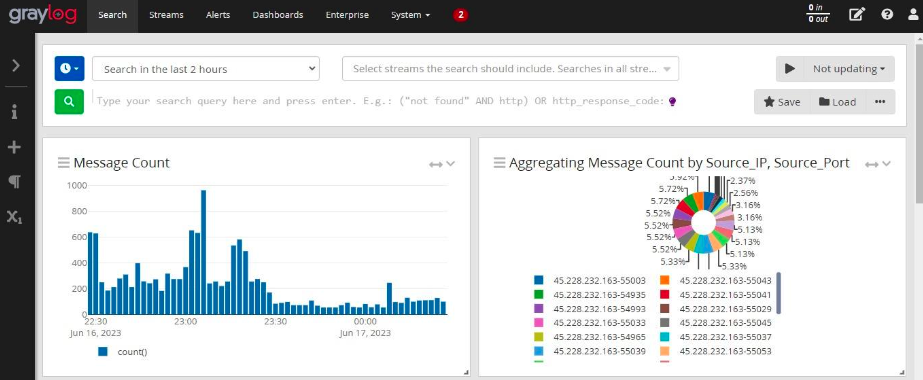 graylog Search Streams Alerts Dashboards Enterprise System 2 0 in
0 out
Search in the last 2 hours Select streams the search should include. Searches in all stre... Not updating
Type your search query here and press enter. E.g.: ("not found" AND http) OR http_response_code: Save Load •••
Message Count
1000
800
600
400
200
0
22:30 23:00 23:30 00:00
Jun 16, 2023 Jun 17, 2023
count()
Aggregating Message Count by Source_IP, Source_Port
5.92%
5.72%
5.72%
5.52%
5.52%
5.52%
5.52%
5.33%
2.37%
2.56%
3.16%
3.16%
5.13%
5.13%
5.13%
5.33%
45.228.232.163-55003 45.228.232.163-55043
45.228.232.163-54935 45.228.232.163-55041
45.228.232.163-54993 45.228.232.163-55029
45.228.232.163-55033 45.228.232.163-55045
45.228.232.163-54965 45.228.232.163-55037
45.228.232.163-55039 45.228.232.163-55053
X₁